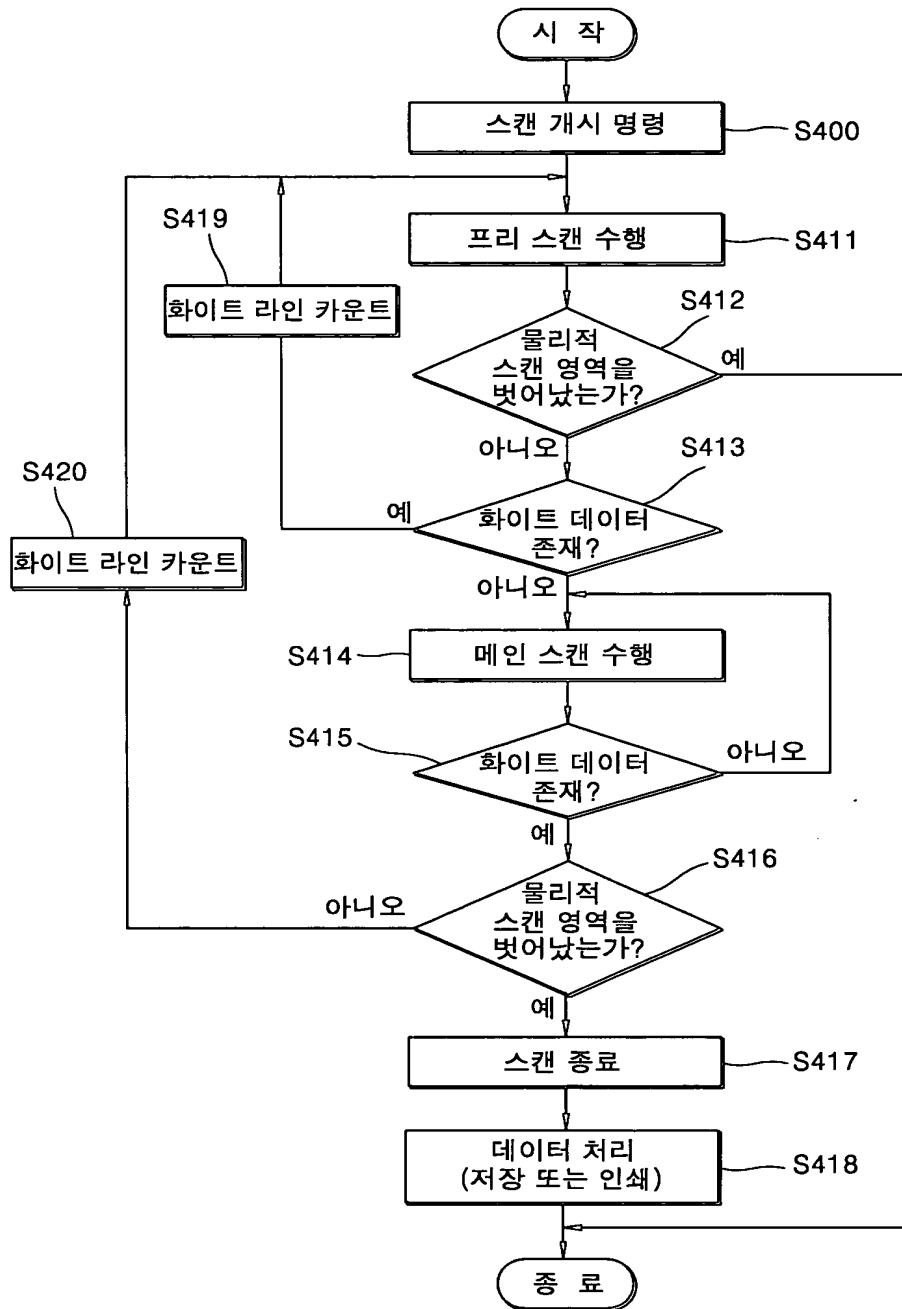 시 작
스캔 개시 명령
S400
S419
프리 스캔 수행
S411
화이트 라인 카운트
S412
물리적
스캔 영역을
벗어났는가?
예
아니오
S413
S420
예
화이트 데이터
존재?
화이트 라인 카운트
아니오
S414
메인 스캔 수행
S415
화이트 데이터
존재?
아니오
예
S416
아니오
물리적
스캔 영역을
벗어났는가?
예
스캔 종료
S417
데이터 처리
(저장 또는 인쇄)
S418
종 료